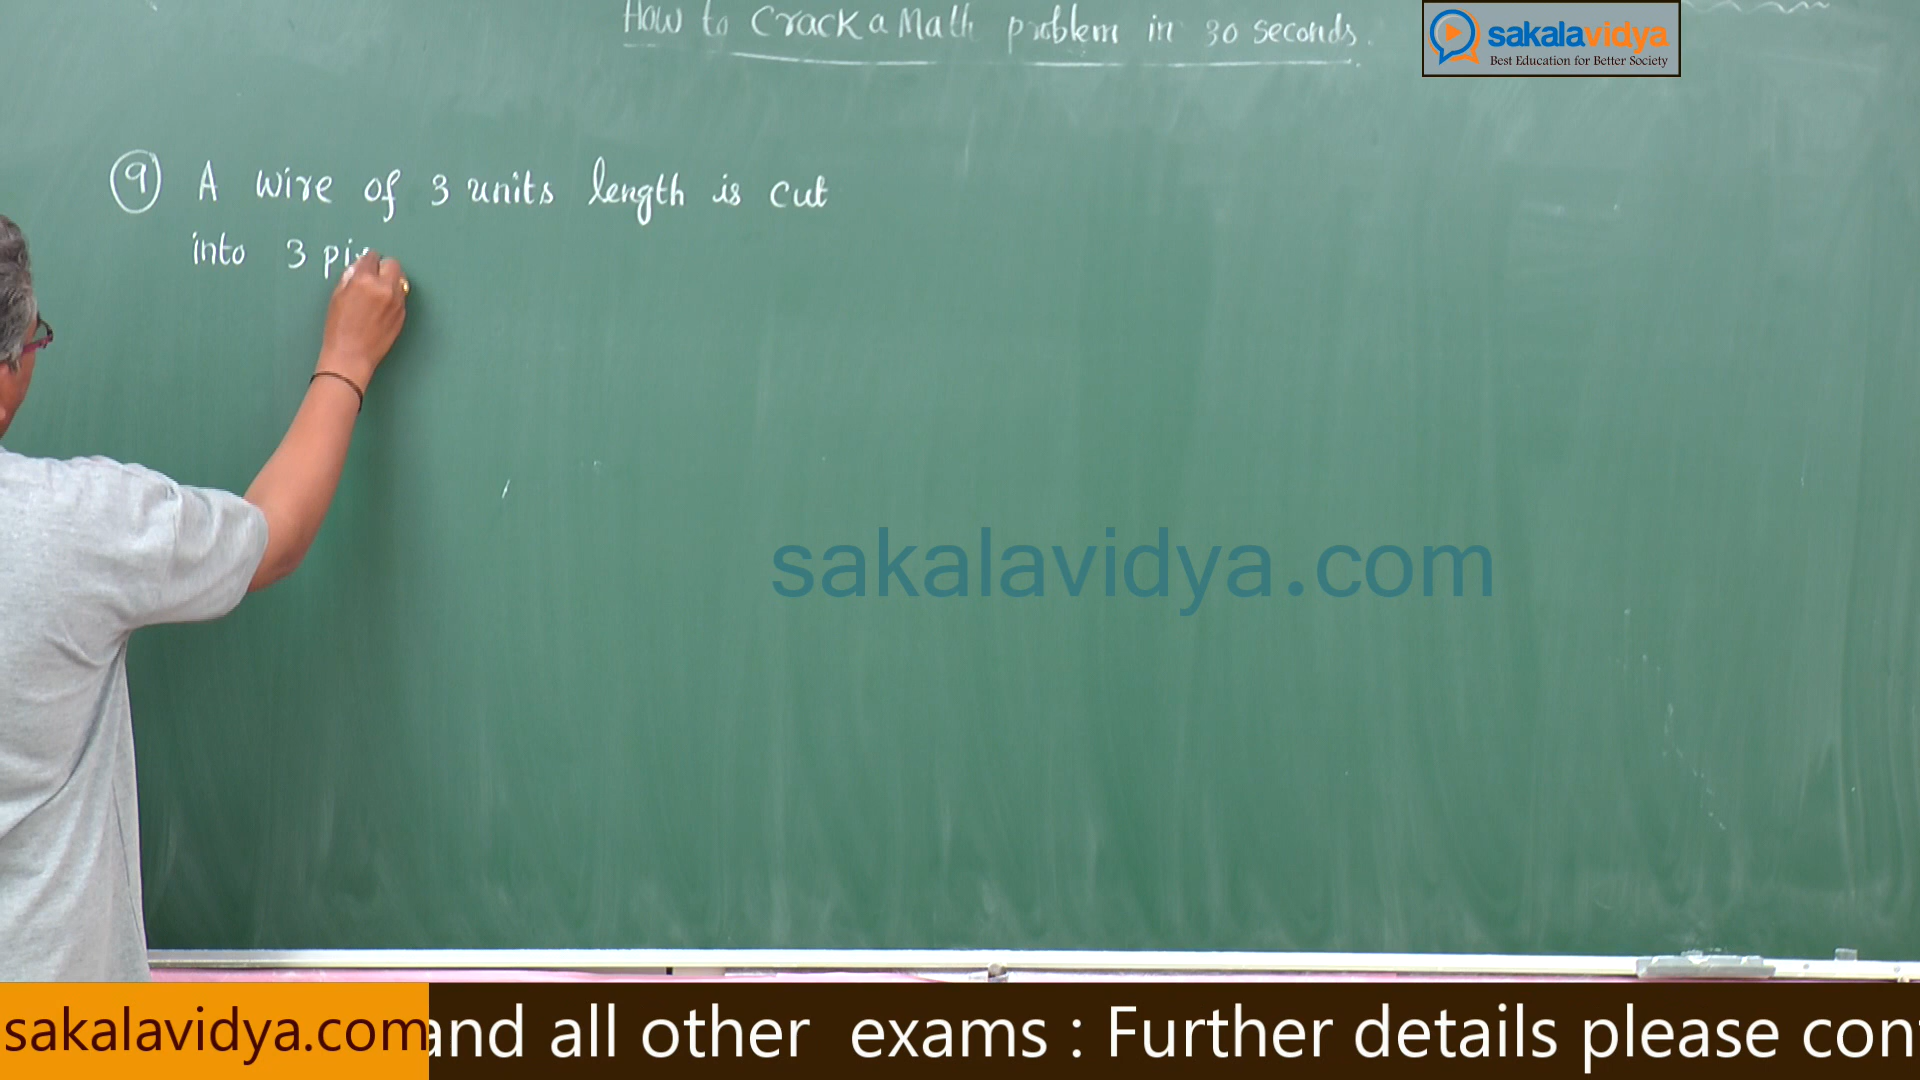 How to Crack a Math problem in 30 seconds.
sakalavidya
Best Education for Better Society
9 A wire of 3 units length is cut
into 3
sakalavidya.com
sakalavidya.com
and all other exams : Further details please